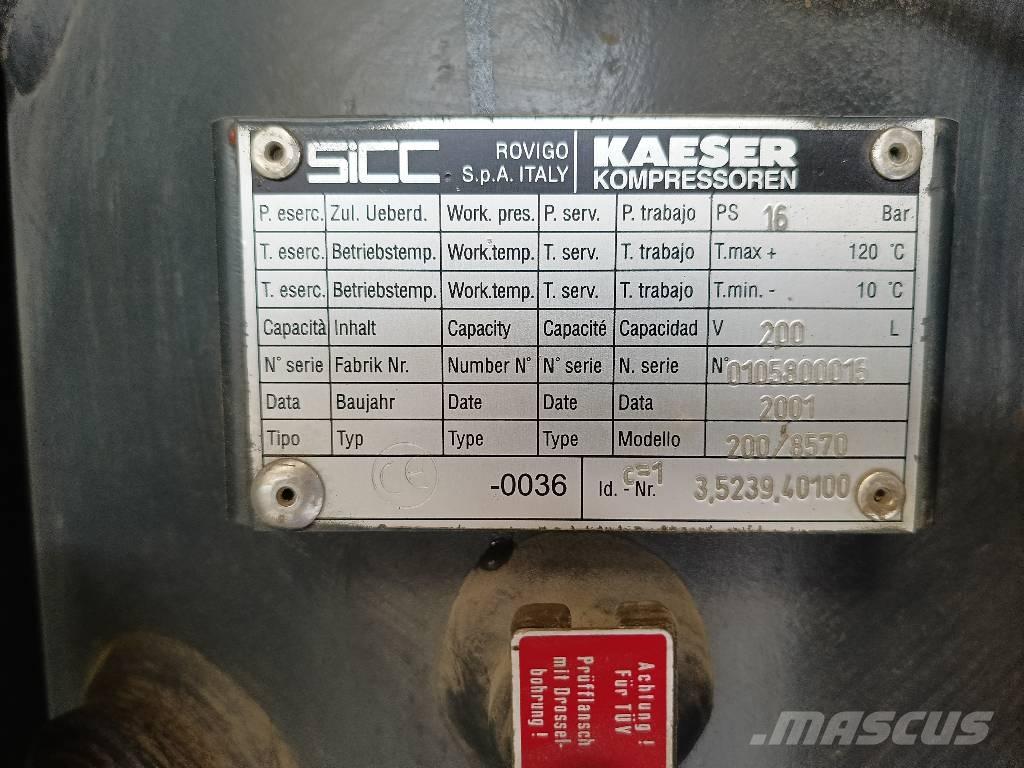 SICC ROVIGO S.p.A. ITALY KAESER KOMPRESSOREN
P. eserc. Zul. Ueberd. Work. pres. P. serv. P. trabajo PS 16 Bar
T. eserc. Betriebstemp. Work.temp. T. serv. T. trabajo T.max + 120 °C
T. eserc. Betriebstemp. Work.temp. T. serv. T. trabajo T.min. - 10 °C
Capacità Inhalt Capacity Capacité Capacidad V 200 L
N° serie Fabrik Nr. Number N° N° serie N. serie N° 0105800015
Data Baujahr Date Date Data 2001
Tipo Typ Type Type Modello 200/8570
CE -0036 Id. - Nr. c=1 3,5239,40100
Achtung !
Für TÜV
Prüfflansch
mit Drossel-
bohrung !
MASCUS